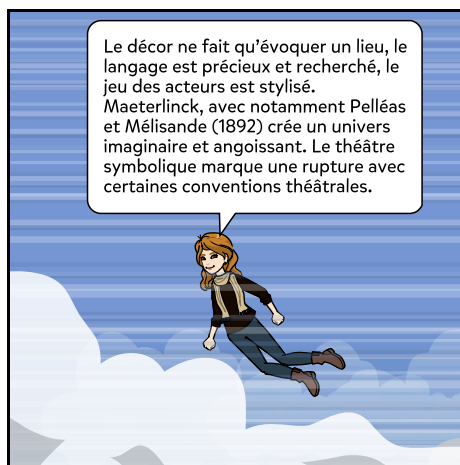 Le décor ne fait qu’évoquer un lieu, le
langage est précieux et recherché, le
jeu des acteurs est stylisé.
Maeterlinck, avec notamment Pelléas
et Mélisande (1892) crée un univers
imaginaire et angoissant. Le théâtre
symbolique marque une rupture avec
certaines conventions théâtrales.